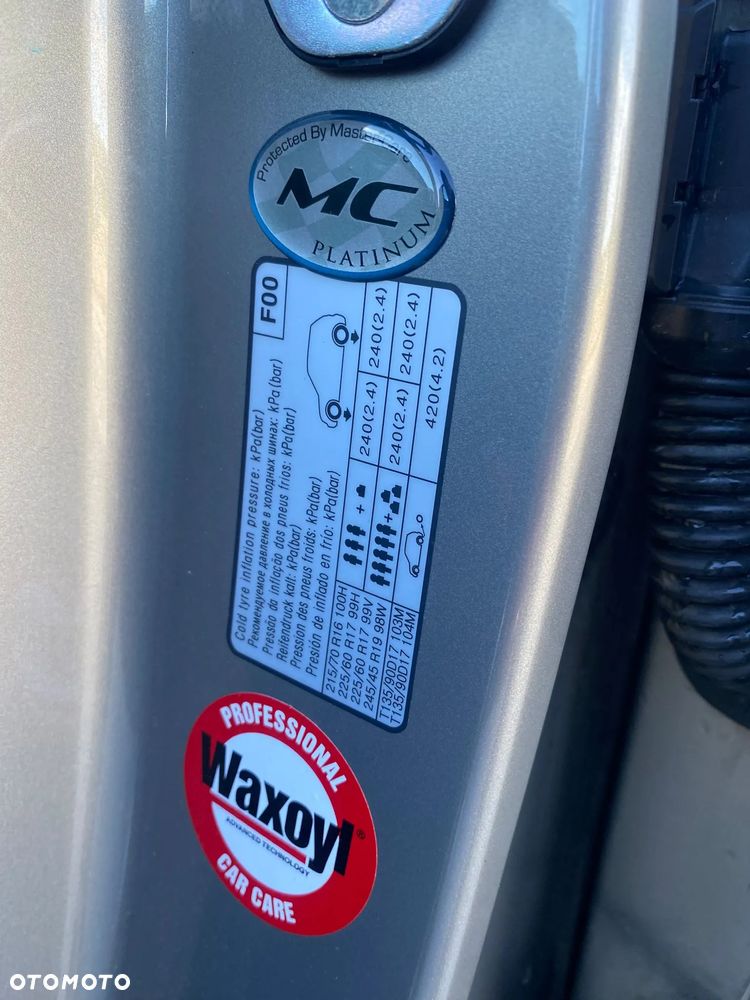 Protected By MasterCare
MC
PLATINUM
F00
Cold tyre inflation pressure: kPa(bar)
Рекомендуемое давление в холодных шинах: kPa(bar)
Pressão da inflação dos pneus frios: kPa(bar)
Reifendruck kalt: kPa(bar)
Pression des pneus froids: kPa(bar)
Presión de inflado en frío: kPa(bar)
215/70 R16 100H
225/60 R17 99H
225/60 R17 99V
245/45 R19 98W
+
240(2.4)
240(2.4)
+
240(2.4)
240(2.4)
T135/90D17 103M
T135/90D17 104M
420(4.2)
PROFESSIONAL
Waxoyl®
ADVANCED TECHNOLOGY
CAR CARE
OTOMOTO